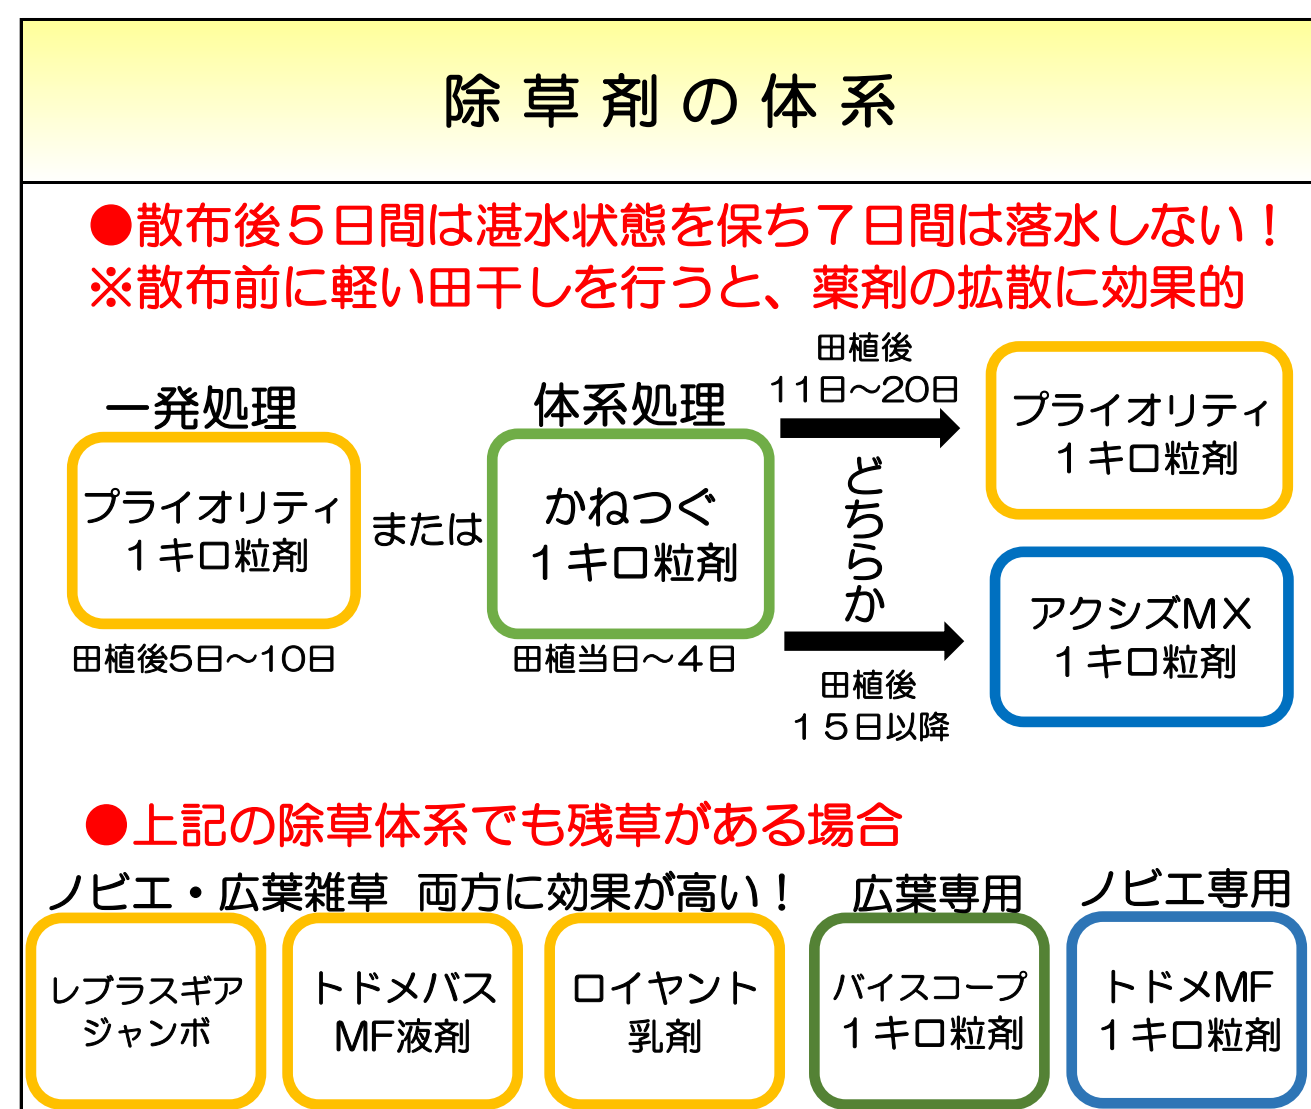 除草剤の体系
●散布後５日間は湛水状態を保ち７日間は落水しない！
※散布前に軽い田干しを行うと、薬剤の拡散に効果的
一発処理
プライオリティ
１キロ粒剤
田植後5日～10日
または
体系処理
かねつぐ
１キロ粒剤
田植当日～４日
田植後
11日～20日
どちらか
田植後
１５日以降
プライオリティ
１キロ粒剤
アクシズＭＸ
１キロ粒剤
●上記の除草体系でも残草がある場合
ノビエ・広葉雑草 両方に効果が高い！
レブラスギア
ジャンボ
トドメバス
MF液剤
ロイヤント
乳剤
広葉専用
バイスコープ
１キロ粒剤
ノビエ専用
トドメMF
１キロ粒剤